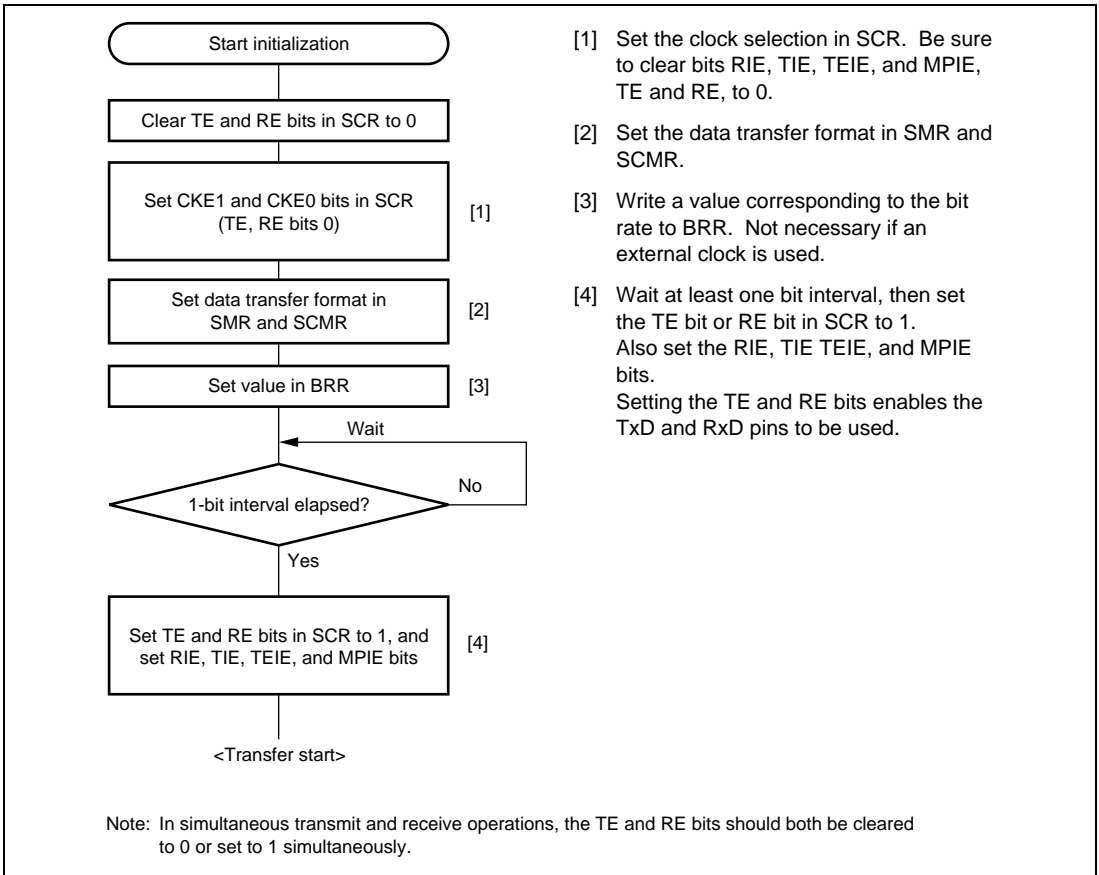 Start initialization
Clear TE and RE bits in SCR to 0
Set CKE1 and CKE0 bits in SCR
(TE, RE bits 0)
[1]
Set data transfer format in
SMR and SCMR
[2]
Set value in BRR
[3]
Wait
No
1-bit interval elapsed?
Yes
Set TE and RE bits in SCR to 1, and
set RIE, TIE, TEIE, and MPIE bits
[4]
<Transfer start>
[1] Set the clock selection in SCR. Be sure
to clear bits RIE, TIE, TEIE, and MPIE,
TE and RE, to 0.
[2] Set the data transfer format in SMR and
SCMR.
[3] Write a value corresponding to the bit
rate to BRR. Not necessary if an
external clock is used.
[4] Wait at least one bit interval, then set
the TE bit or RE bit in SCR to 1.
Also set the RIE, TIE TEIE, and MPIE
bits.
Setting the TE and RE bits enables the
TxD and RxD pins to be used.
Note: In simultaneous transmit and receive operations, the TE and RE bits should both be cleared
to 0 or set to 1 simultaneously.